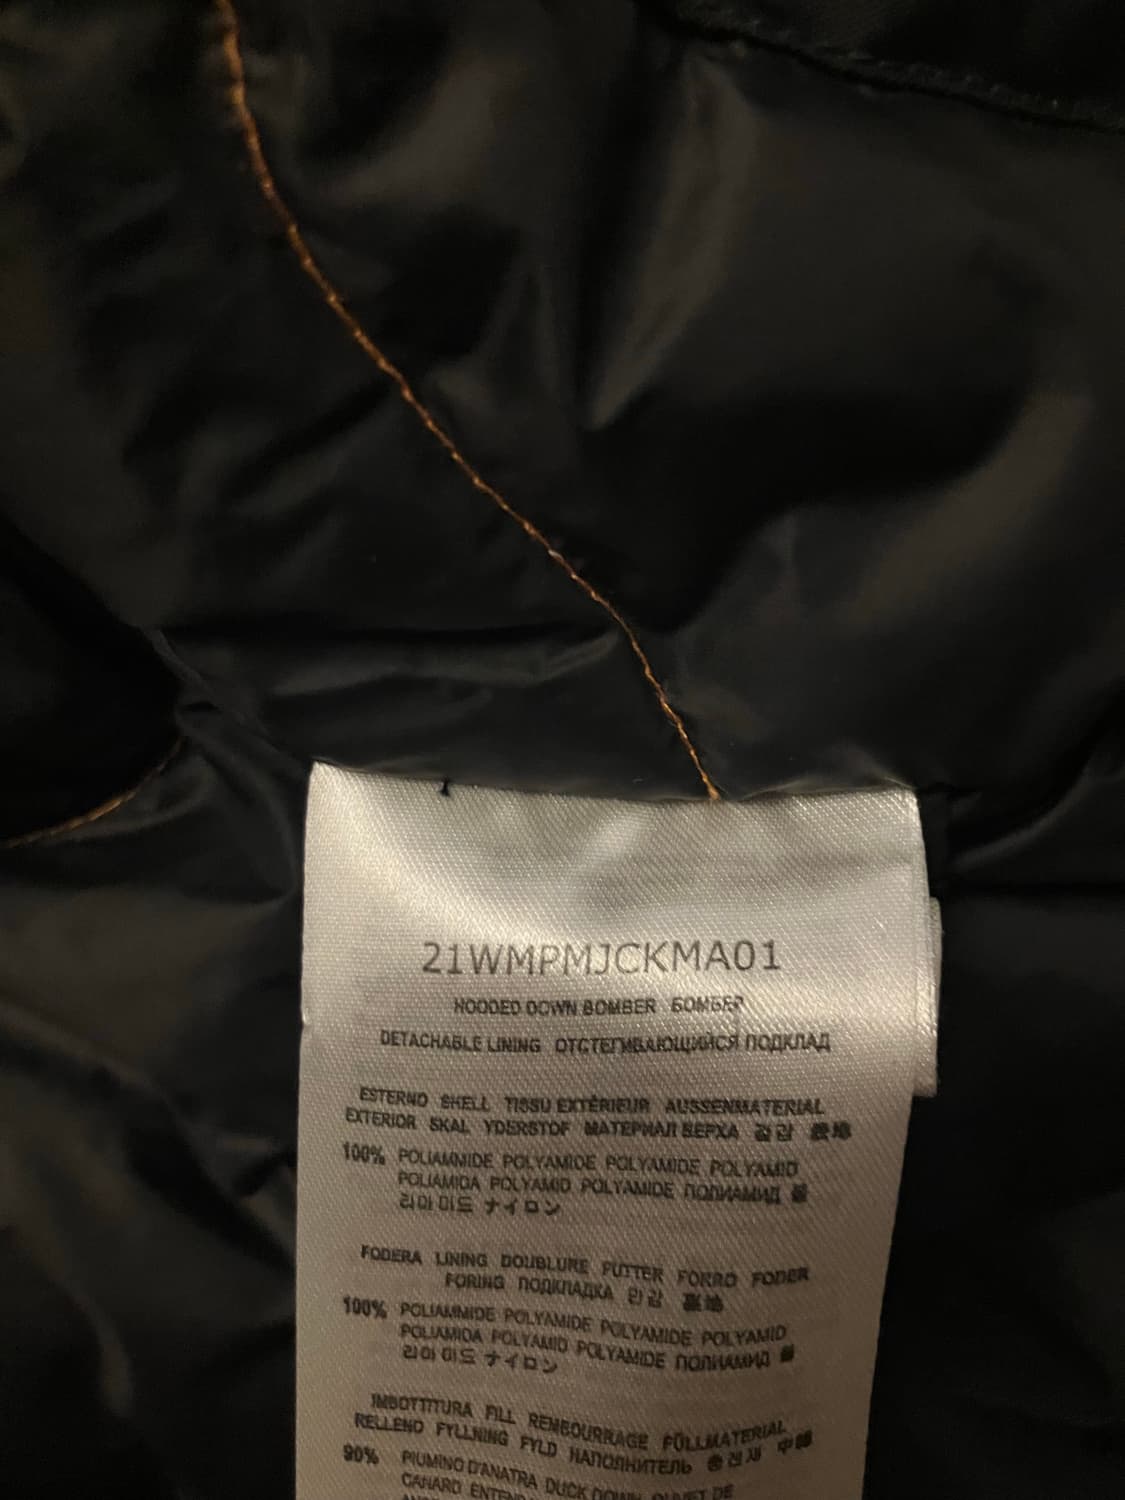 21WMPMJCKMA01
HOODED DOWN BOMBER БОМБЕР
DETACHABLE LINING ОТСТЕГИВАЮЩИЙСЯ ПОДКЛАД
ESTERNO SHELL TISSU EXTÉRIEUR AUSSENMATERIAL
EXTERIOR SKAL YDERSTOF МАТЕРИАЛ ВЕРХА 겉감 表地
100% POLIAMMIDE POLYAMIDE POLYAMIDE POLYAMID
POLIAMIDA POLYAMID POLYAMIDE ПОЛИАМИД 폴
리아미드 ナイロン
FODERA LINING DOUBLURE FUTTER FORRO FODER
FORING ПОДКЛАДКА 안감 裏地
100% POLIAMMIDE POLYAMIDE POLYAMIDE POLYAMID
POLIAMIDA POLYAMID POLYAMIDE ПОЛИАМИД 폴
리아미드 ナイロン
IMBOTTITURA FILL REMBOURRAGE FÜLLMATERIAL
RELLENO FYLLNING FYLD НАПОЛНИТЕЛЬ 충전재 中綿
90% PIUMINO D'ANATRA DUCK DOWN DUVET DE
CANARD